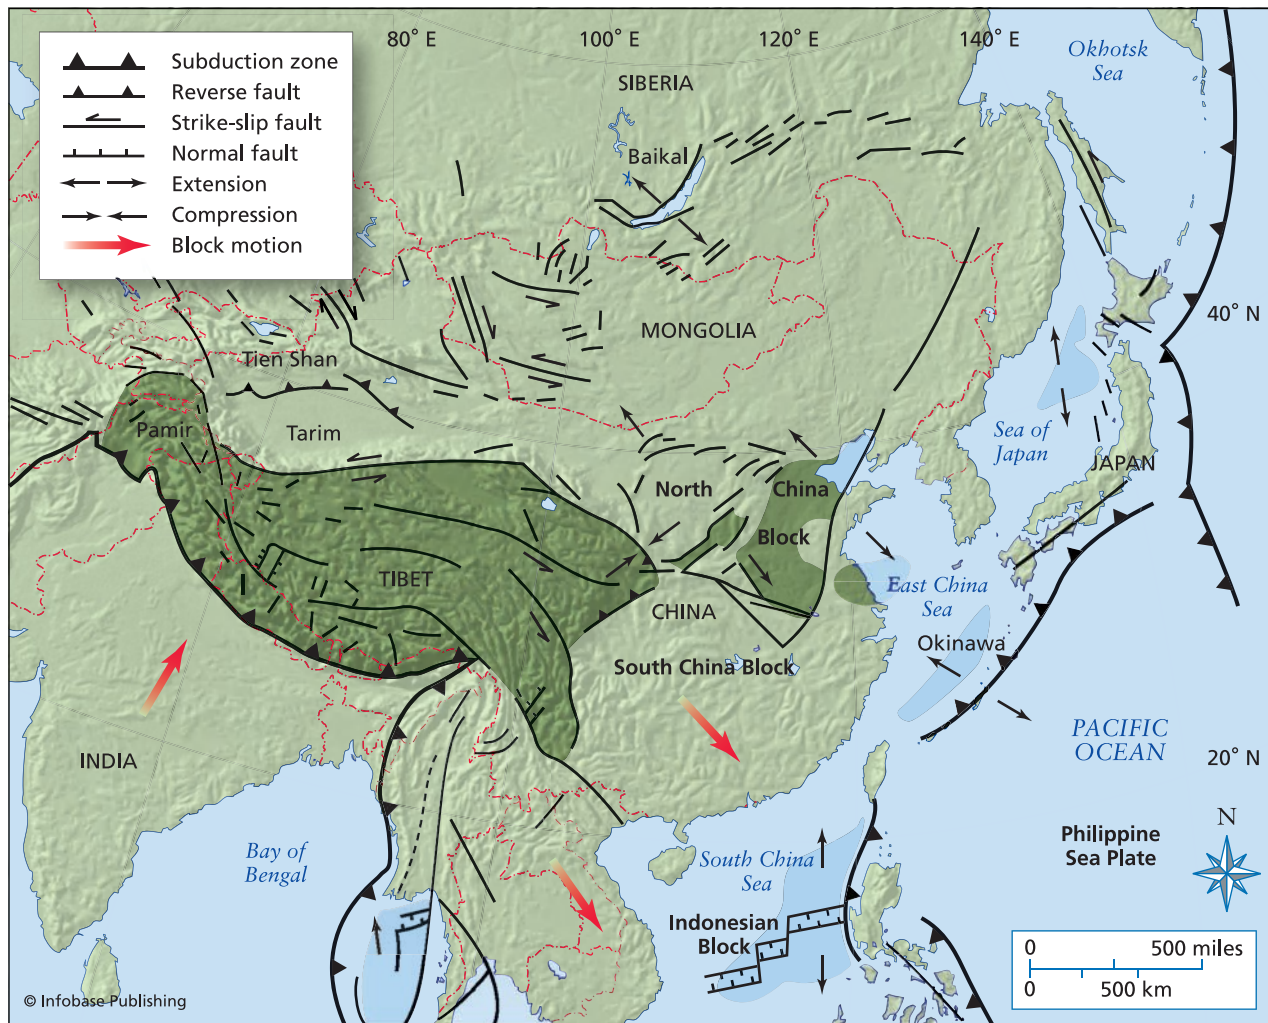 80° E
100° E
120° E
140° E
Okhotsk
Sea
Subduction zone
Reverse fault
Strike-slip fault
Normal fault
Extension
Compression
Block motion
SIBERIA
Baikal
40° N
MONGOLIA
Tien Shan
Pamir
Tarim
Sea of
Japan
JAPAN
North
China
Block
TIBET
CHINA
East China
Sea
Okinawa
South China Block
INDIA
PACIFIC
OCEAN
20° N
N
Philippine
Sea Plate
Bay of
Bengal
South China
Sea
Indonesian
Block
0
500 miles
0
500 km
© Infobase Publishing